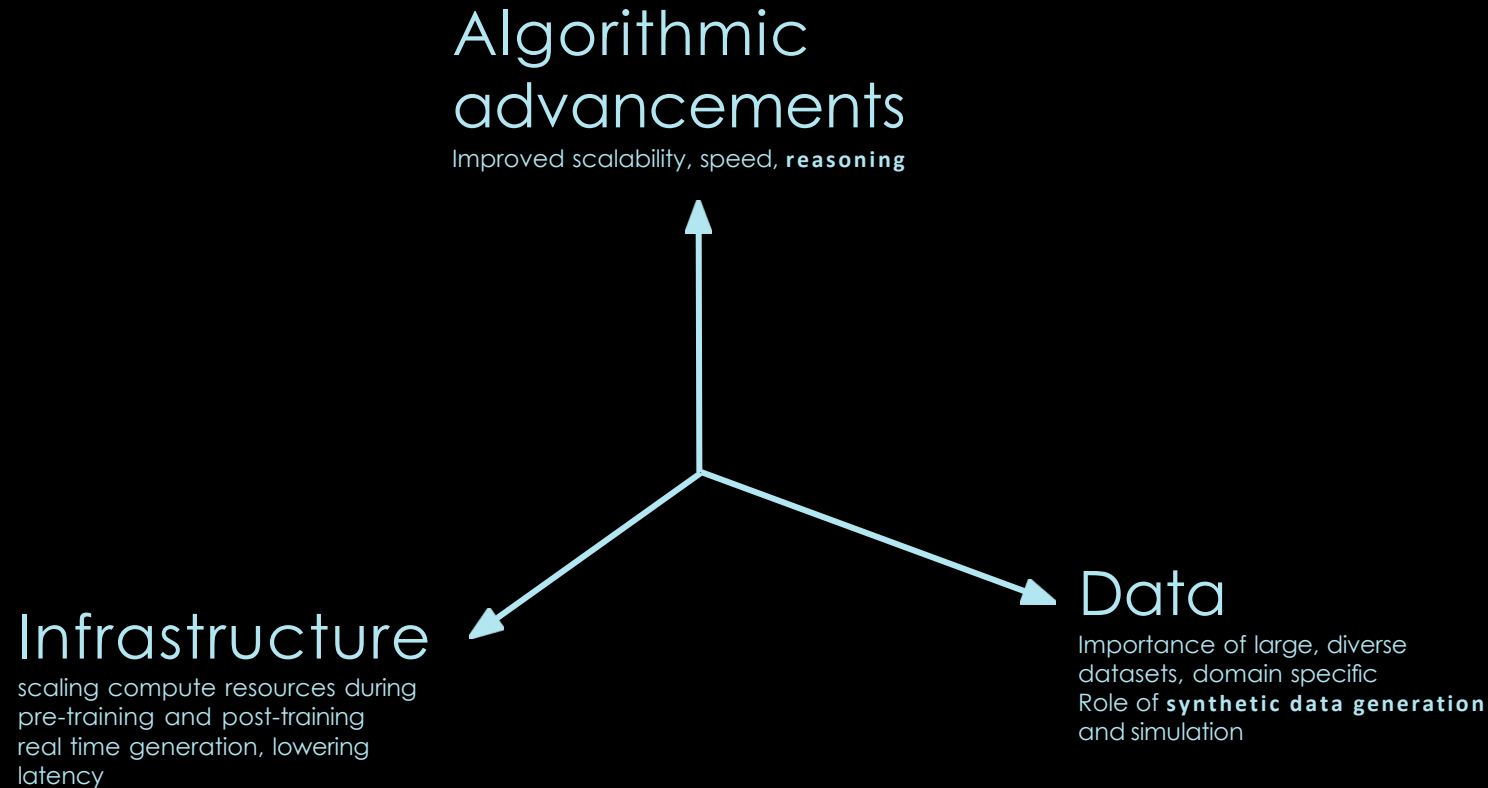 Algorithmic
advancements
Improved scalability, speed, reasoning
Infrastructure
scaling compute resources during
pre-training and post-training
real time generation, lowering
latency
Data
Importance of large, diverse
datasets, domain specific
Role of synthetic data generation
and simulation